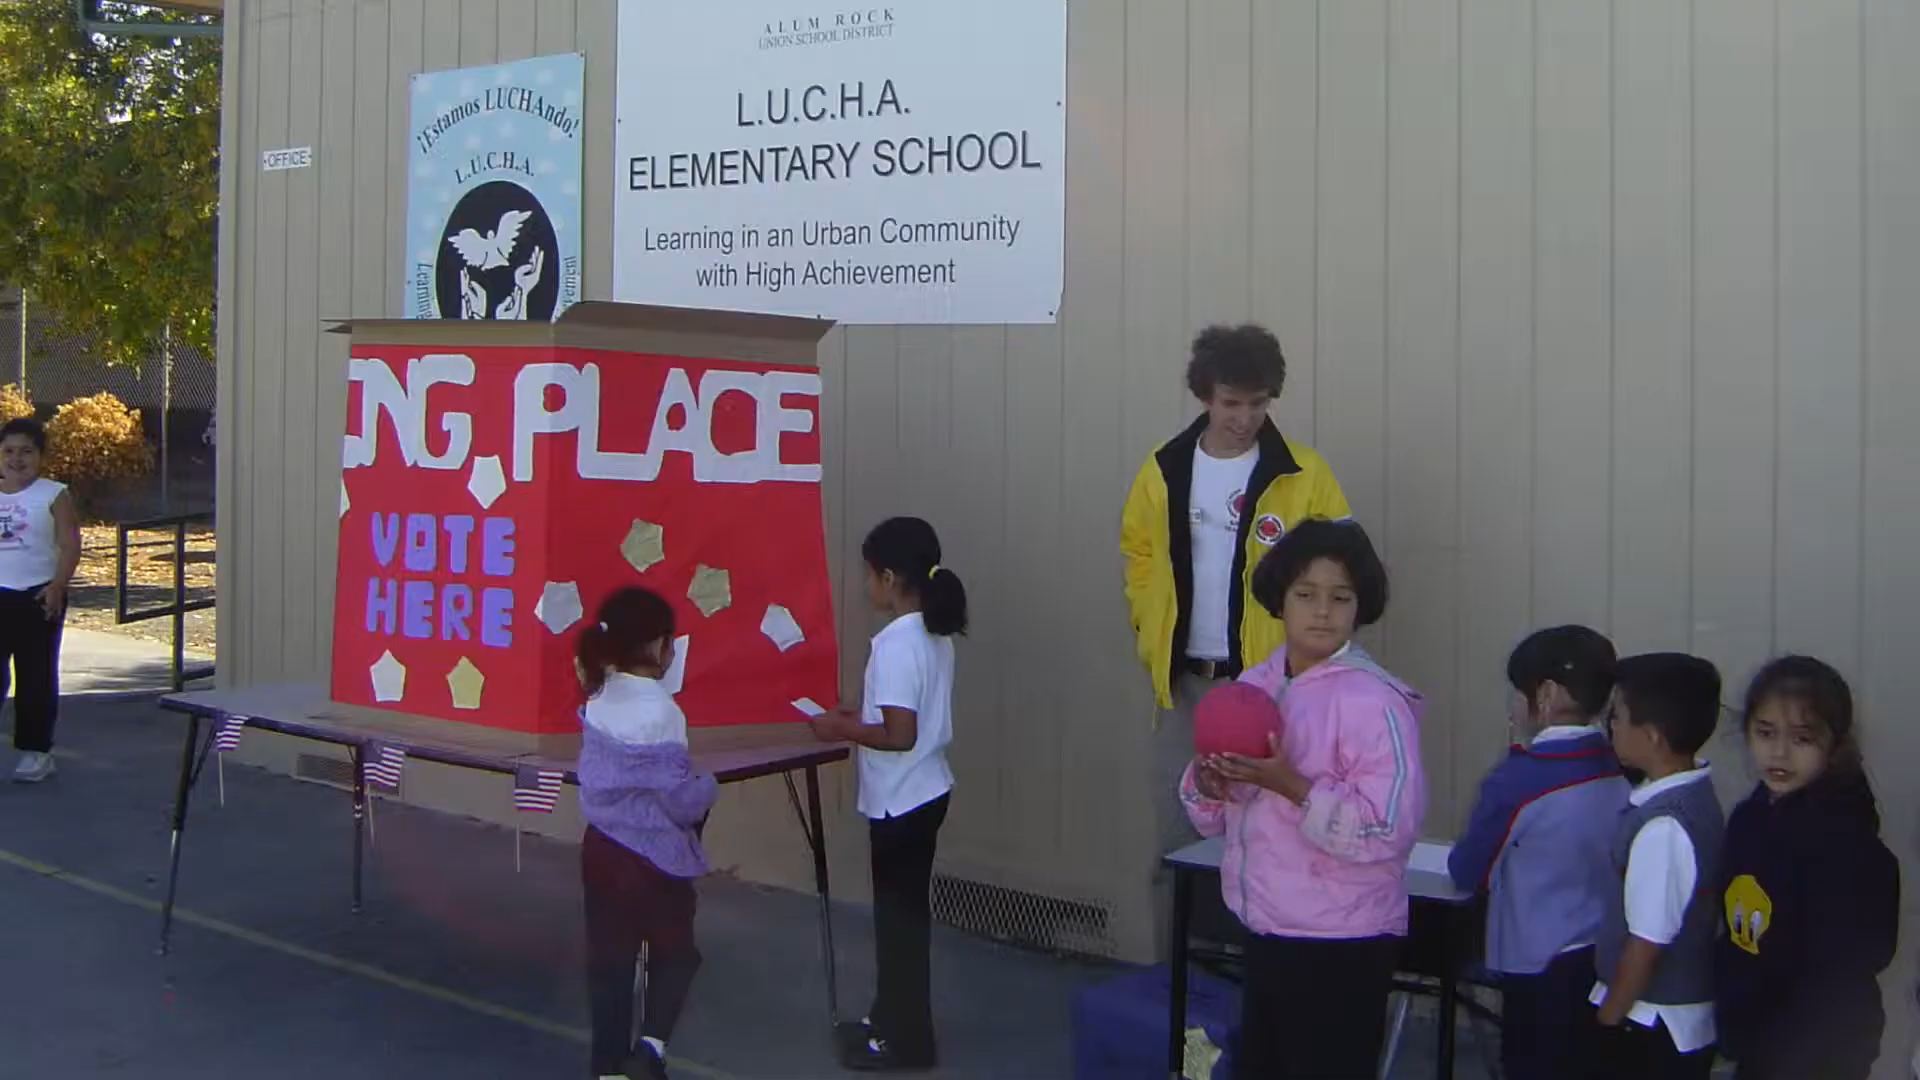 ALUM ROCK
UNION SCHOOL DISTRICT
L.U.C.H.A.
ELEMENTARY SCHOOL
Learning in an Urban Community
with High Achievement
¡Estamos LUCHAndo!
L.U.C.H.A.
OFFICE
ING PLACE
VOTE
HERE